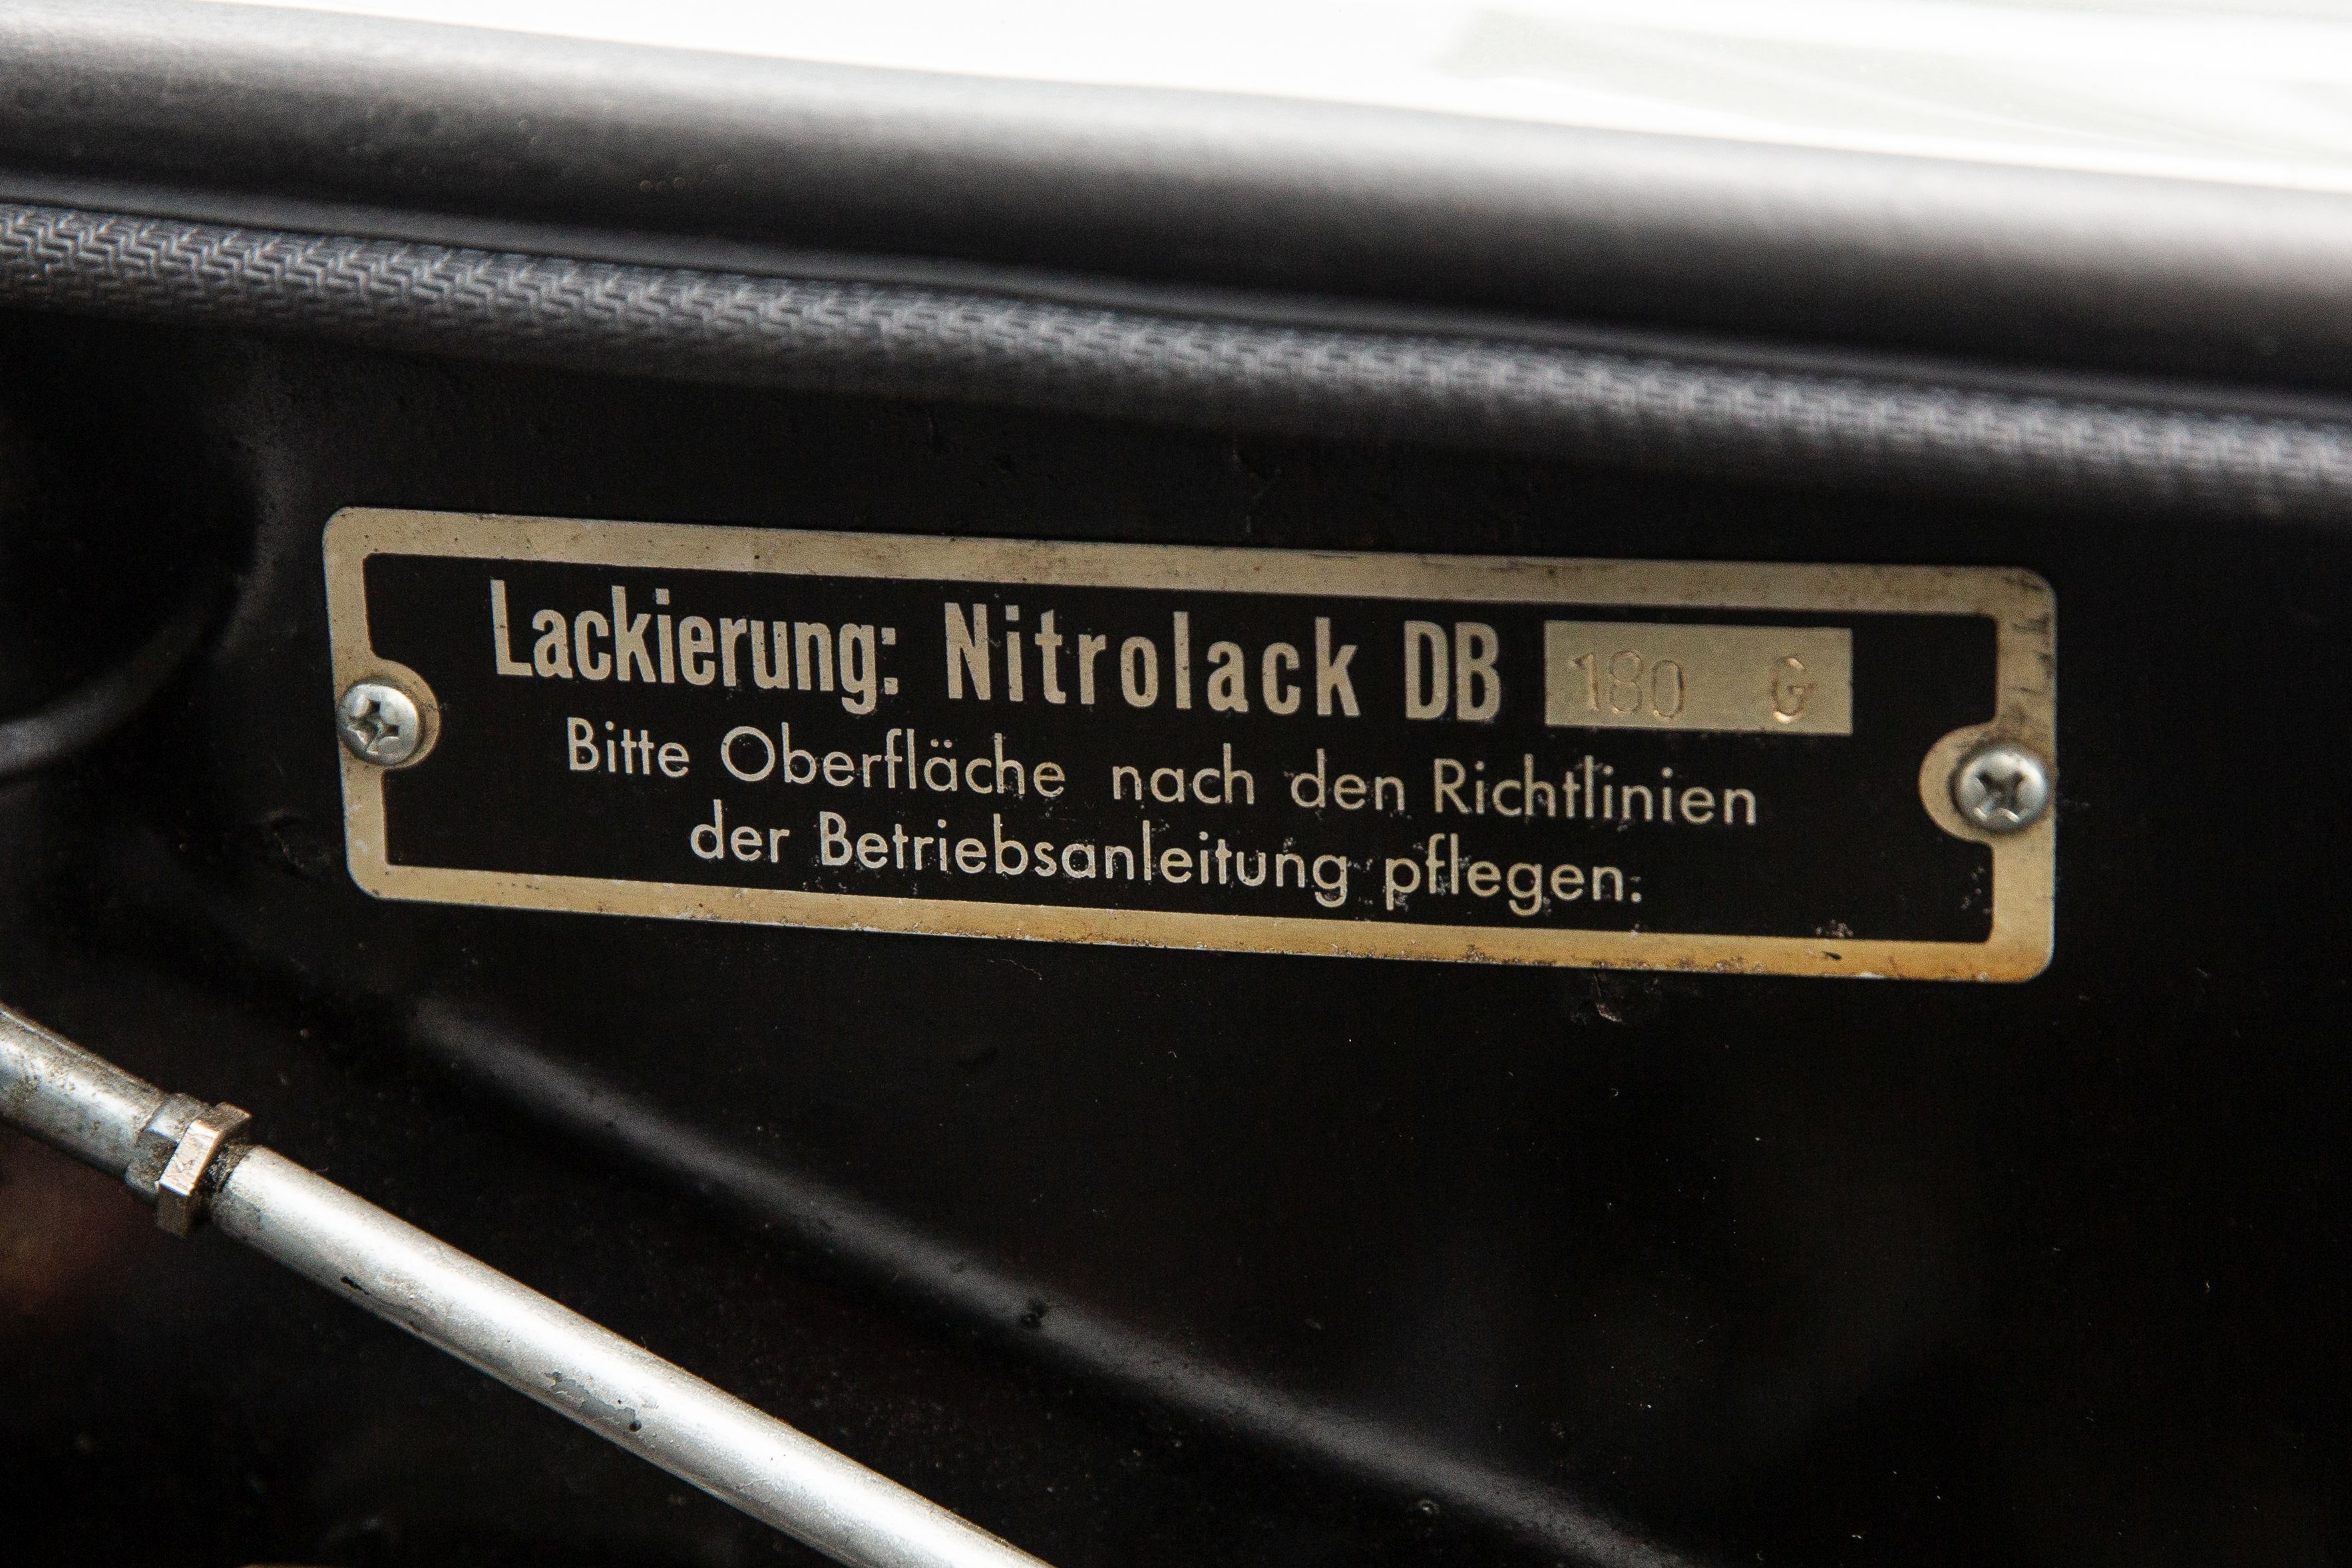 Lackierung: Nitrolack DB 180 G
Bitte Oberfläche nach den Richtlinien
der Betriebsanleitung pflegen.